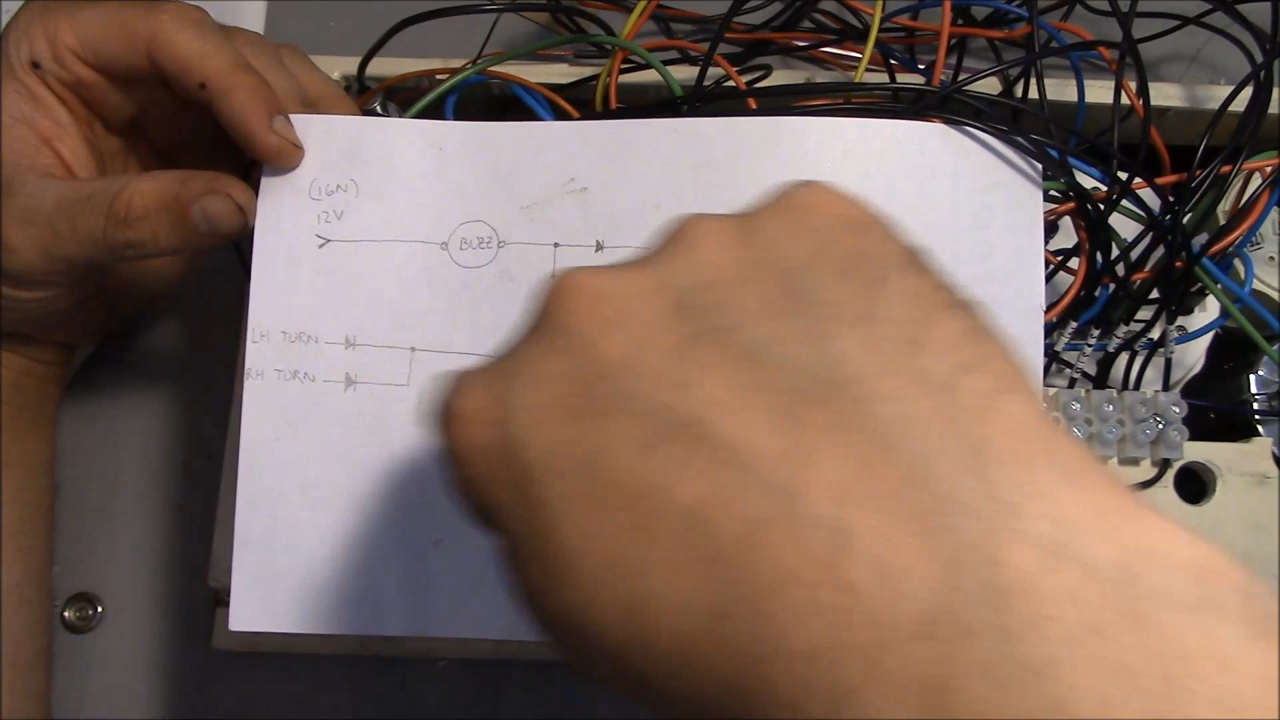 (IGN)
12V
BUZZ
LH TURN
RH TURN